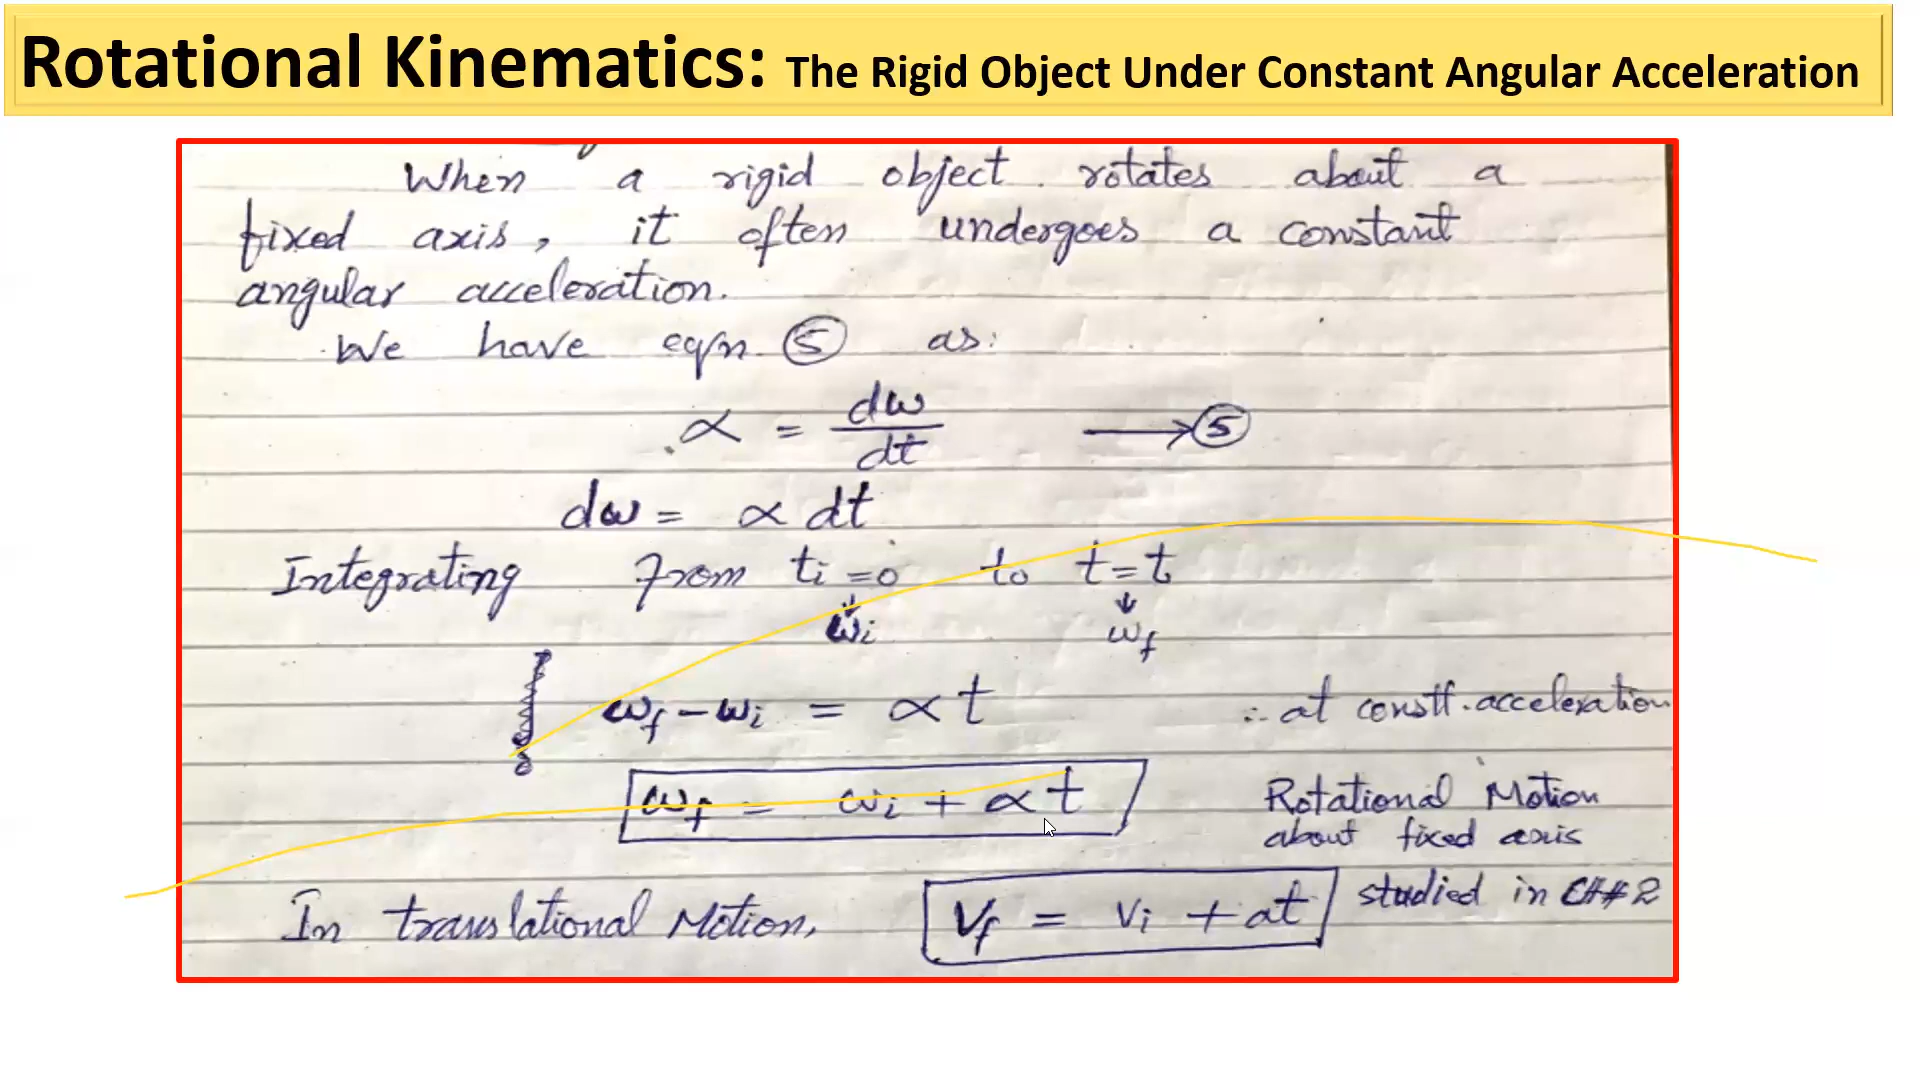 Rotational Kinematics: The Rigid Object Under Constant Angular Acceleration
When a rigid object rotates about a
fixed axis, it often undergoes a constant
angular acceleration.
We have eqn ⑤ as:
α = dω/dt → ⑤
dω = α dt
Integrating from ti = 0 to t = t
↓ ↓
ωi ωf
ωf - ωi = αt ∴ at constt. acceleration
ωf = ωi + αt Rotational Motion
about fixed axis
In translational Motion, Vf = Vi + at studied in CH#2